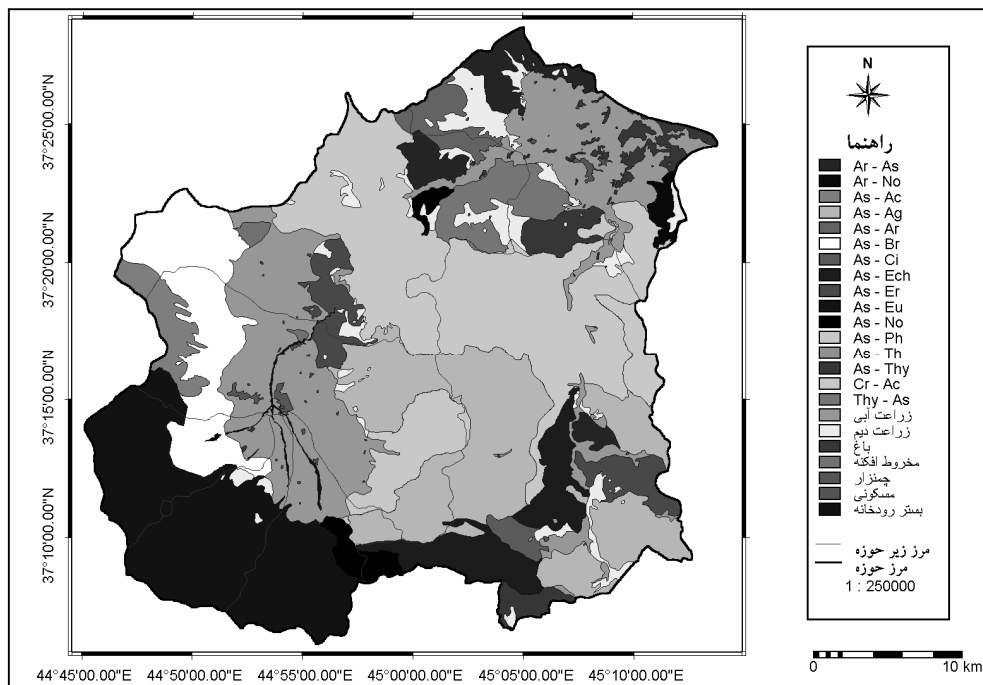 37°25'00.00"N
37°20'00.00"N
37°15'00.00"N
37°10'00.00"N
44°45'00.00"E
44°50'00.00"E
44°55'00.00"E
45°00'00.00"E
45°05'00.00"E
45°10'00.00"E
N
راهنما
Ar - As
Ar - No
As - Ac
As - Ag
As - Ar
As - Br
As - Ci
As - Ech
As - Er
As - Eu
As - No
As - Ph
As - Th
As - Thy
Cr - Ac
Thy - As
زراعت آبی
زراعت دیم
باغ
مخروط افکنه
چمنزار
مسکونی
بستر رودخانه
مرز زیر حوزه
مرز حوزه
1 : 250000
0 10 km